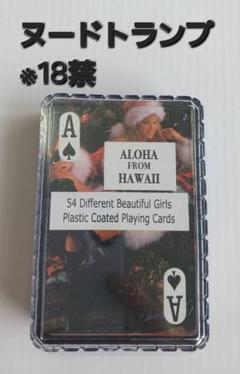 ヌードトランプ
※18禁
A
ALOHA
FROM
HAWAII
54 Different Beautiful Girls
Plastic Coated Playing Cards
A